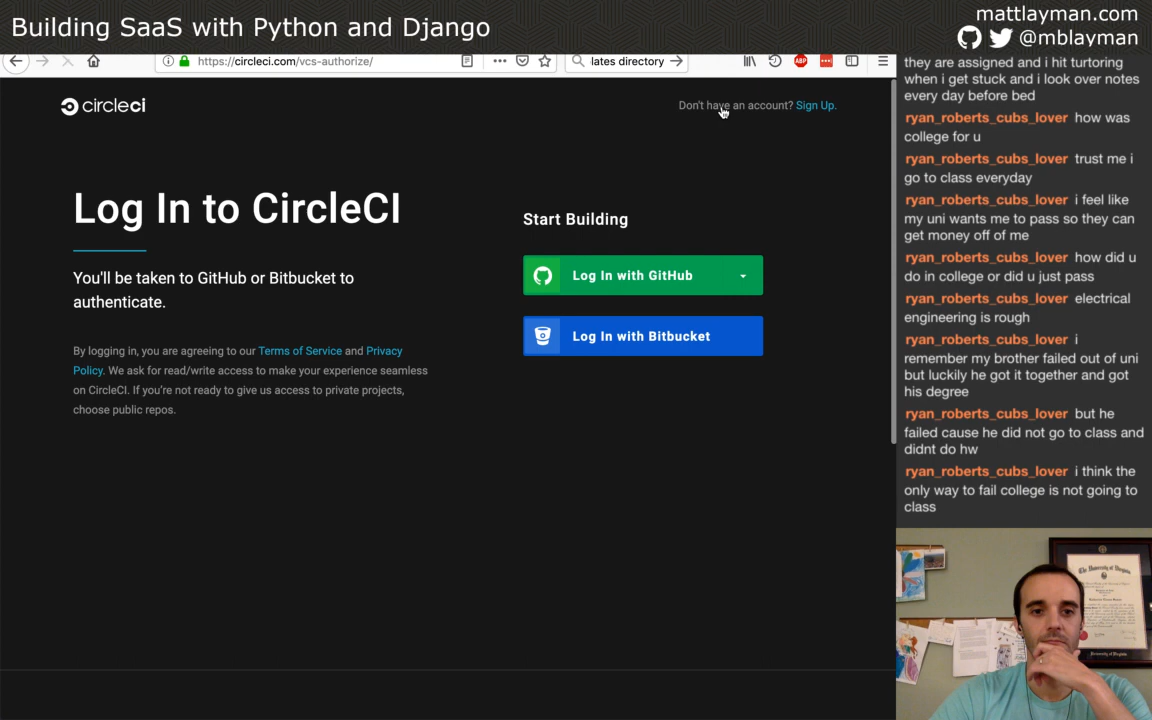 Building SaaS with Python and Django
mattlayman.com
@mblayman
https://circleci.com/vcs-authorize/
lates directory
ABP
circleci
Don't have an account? Sign Up.
Log In to CircleCI
You'll be taken to GitHub or Bitbucket to
authenticate.
By logging in, you are agreeing to our Terms of Service and Privacy
Policy. We ask for read/write access to make your experience seamless
on CircleCI. If you're not ready to give us access to private projects,
choose public repos.
Start Building
Log In with GitHub
Log In with Bitbucket
they are assigned and i hit turtoring
when i get stuck and i look over notes
every day before bed
ryan_roberts_cubs_lover how was
college for u
ryan_roberts_cubs_lover trust me i
go to class everyday
ryan_roberts_cubs_lover i feel like
my uni wants me to pass so they can
get money off of me
ryan_roberts_cubs_lover how did u
do in college or did u just pass
ryan_roberts_cubs_lover electrical
engineering is rough
ryan_roberts_cubs_lover i
remember my brother failed out of uni
but luckily he got it together and got
his degree
ryan_roberts_cubs_lover but he
failed cause he did not go to class and
didnt do hw
ryan_roberts_cubs_lover i think the
only way to fail college is not going to
class
The University of Virginia